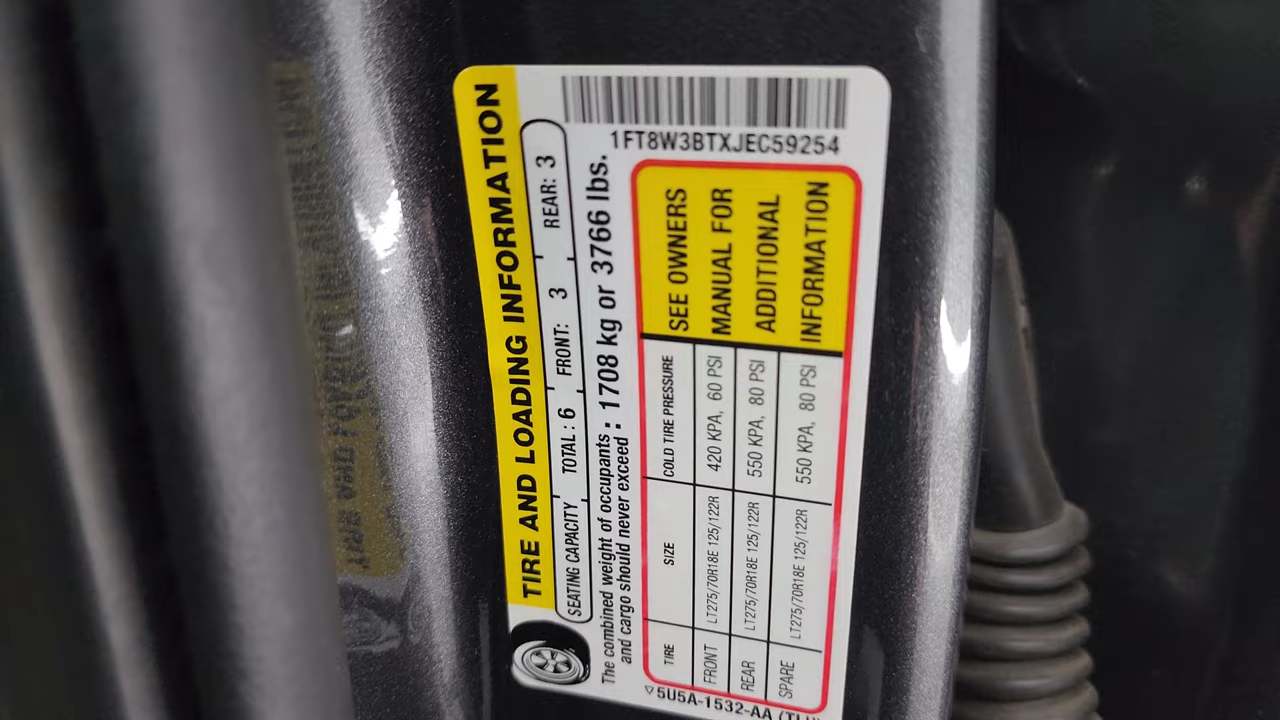 TIRE AND LOADING INFORMATION
SEATING CAPACITY TOTAL : 6 FRONT: 3 REAR: 3
The combined weight of occupants : 1708 kg or 3766 lbs.
and cargo should never exceed :
1FT8W3BTXJEC59254
TIRE SIZE COLD TIRE PRESSURE
FRONT LT275/70R18E 125/122R 420 KPA, 60 PSI
REAR LT275/70R18E 125/122R 550 KPA, 80 PSI
SPARE LT275/70R18E 125/122R 550 KPA, 80 PSI
SEE OWNERS
MANUAL FOR
ADDITIONAL
INFORMATION
5U5A-1532-AA